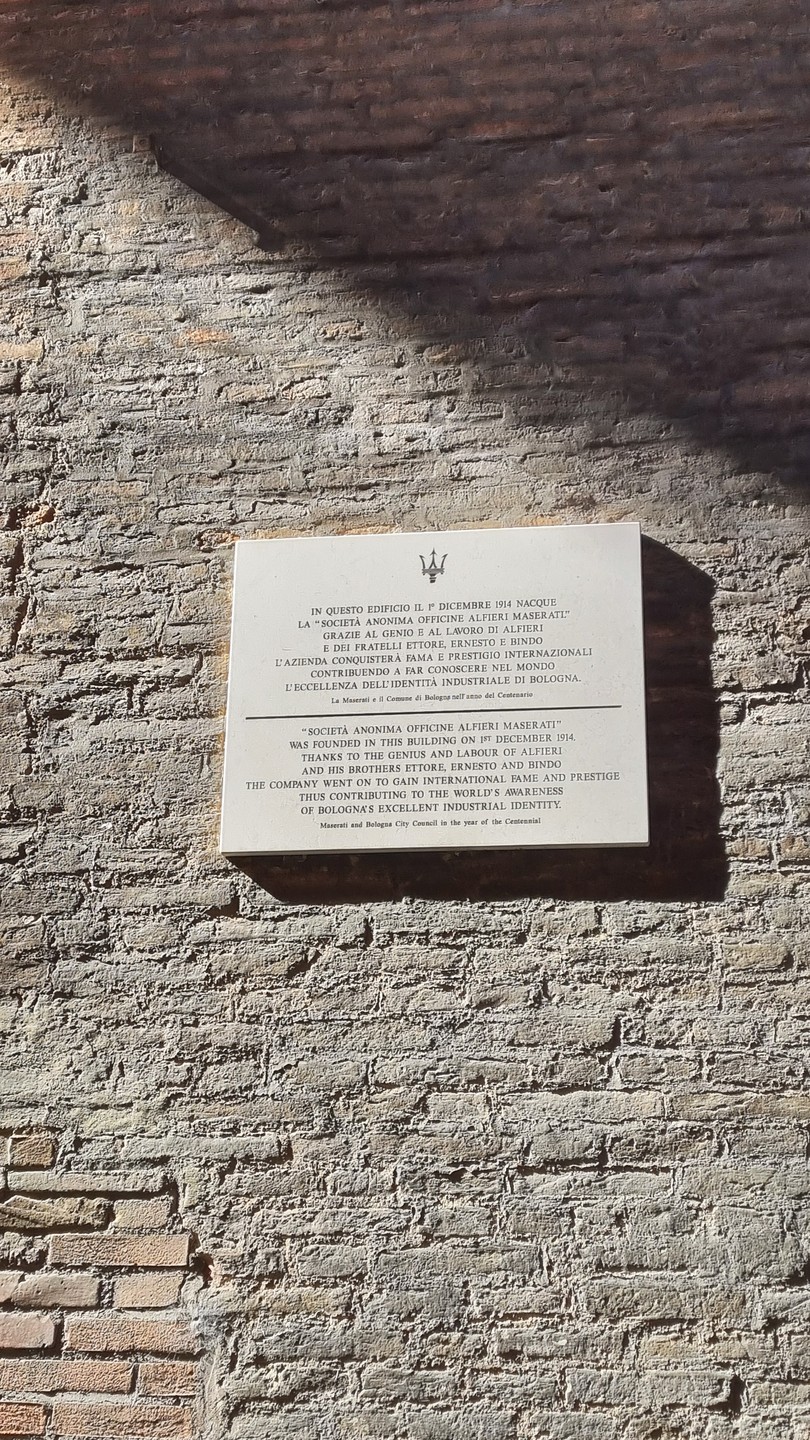 IN QUESTO EDIFICIO IL 1º DICEMBRE 1914 NACQUE
LA "SOCIETÀ ANONIMA OFFICINE ALFIERI MASERATI."
GRAZIE AL GENIO E AL LAVORO DI ALFIERI
E DEI FRATELLI ETTORE, ERNESTO E BINDO
L'AZIENDA CONQUISTERÀ FAMA E PRESTIGIO INTERNAZIONALI
CONTRIBUENDO A FAR CONOSCERE NEL MONDO
L'ECCELLENZA DELL'IDENTITÀ INDUSTRIALE DI BOLOGNA.
La Maserati e il Comune di Bologna nell'anno del Centenario
"SOCIETÀ ANONIMA OFFICINE ALFIERI MASERATI"
WAS FOUNDED IN THIS BUILDING ON 1ST DECEMBER 1914.
THANKS TO THE GENIUS AND LABOUR OF ALFIERI
AND HIS BROTHERS ETTORE, ERNESTO AND BINDO
THE COMPANY WENT ON TO GAIN INTERNATIONAL FAME AND PRESTIGE
THUS CONTRIBUTING TO THE WORLD'S AWARENESS
OF BOLOGNA'S EXCELLENT INDUSTRIAL IDENTITY.
Maserati and Bologna City Council in the year of the Centennial